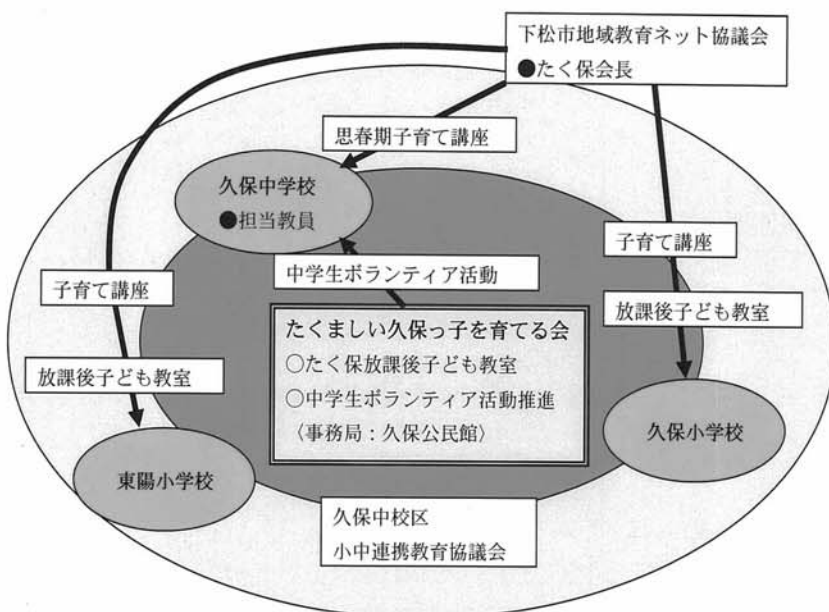 下松市地域教育ネット協議会
●たく保会長
思春期子育て講座
久保中学校
●担当教員
子育て講座
中学生ボランティア活動
子育て講座
たくましい久保っ子を育てる会
○たく保放課後子ども教室
○中学生ボランティア活動推進
〈事務局：久保公民館〉
放課後子ども教室
放課後子ども教室
久保小学校
東陽小学校
久保中校区
小中連携教育協議会